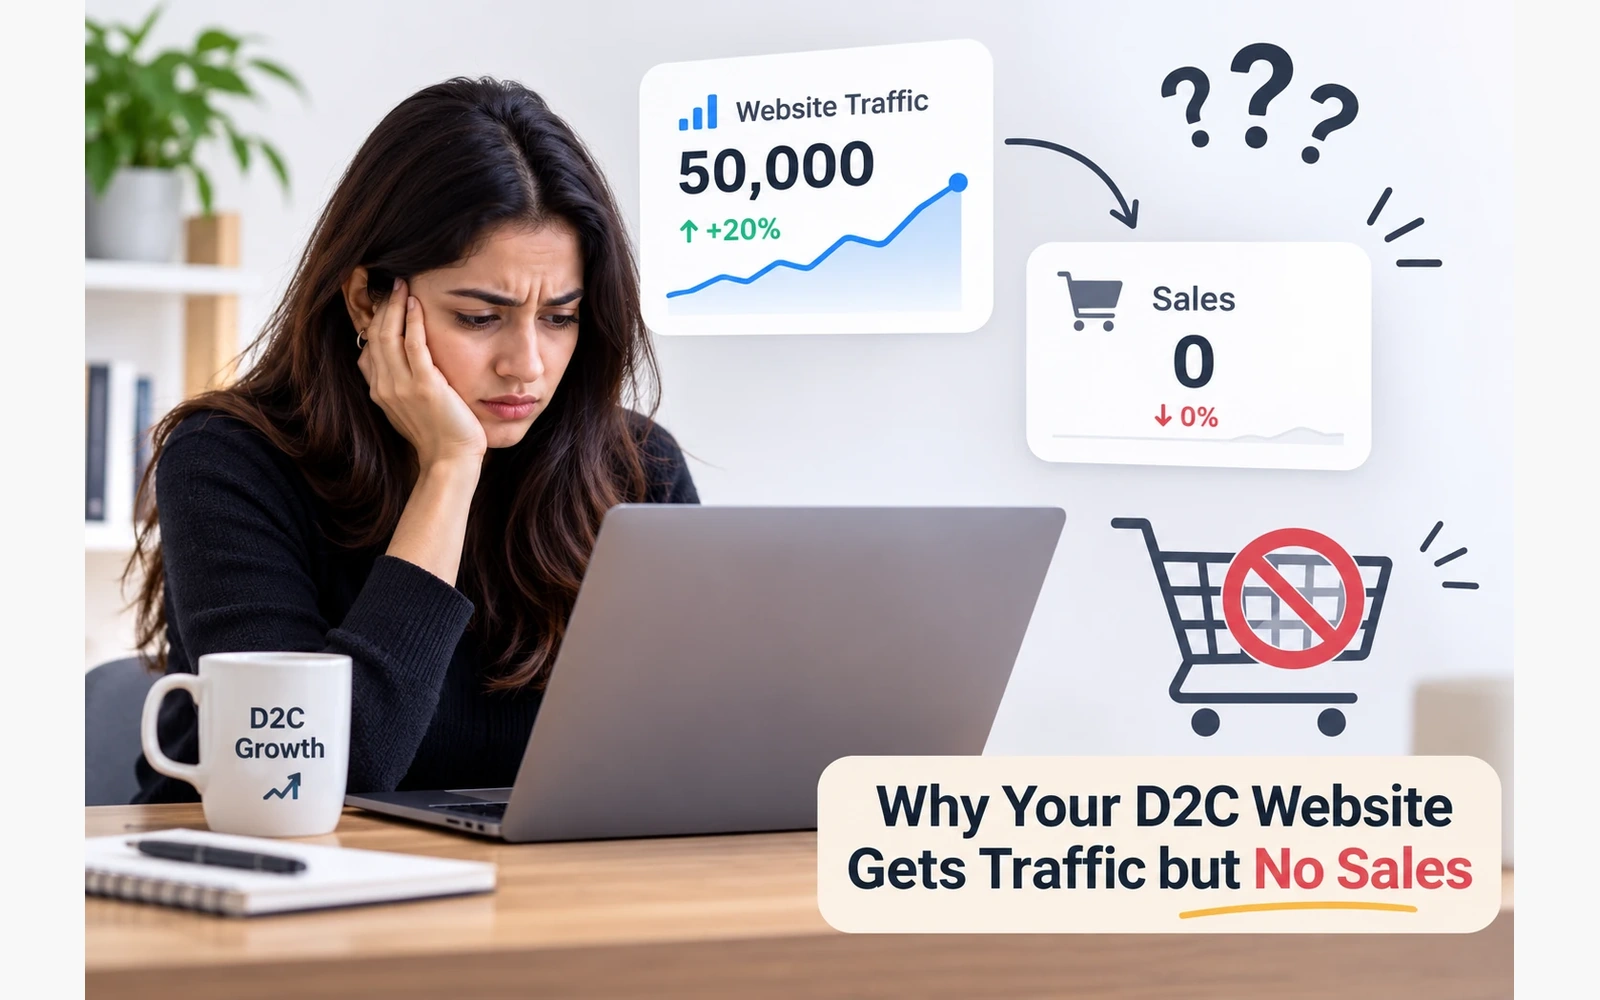 Website Traffic
50,000
↑ +20%
???
Sales
0
↓ 0%
D2C
Growth
Why Your D2C Website
Gets Traffic but No Sales